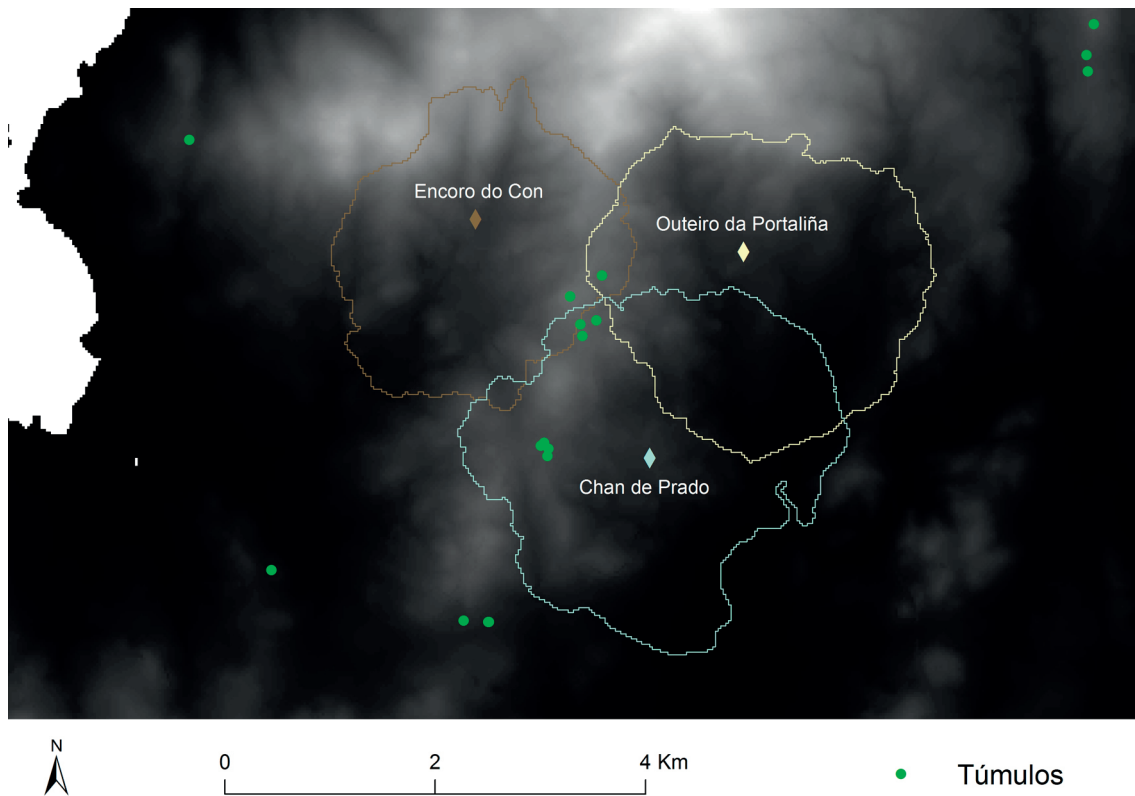 Encoro do Con
Outeiro da Portaliña
Chan de Prado
N
0 2 4 Km
Túmulos